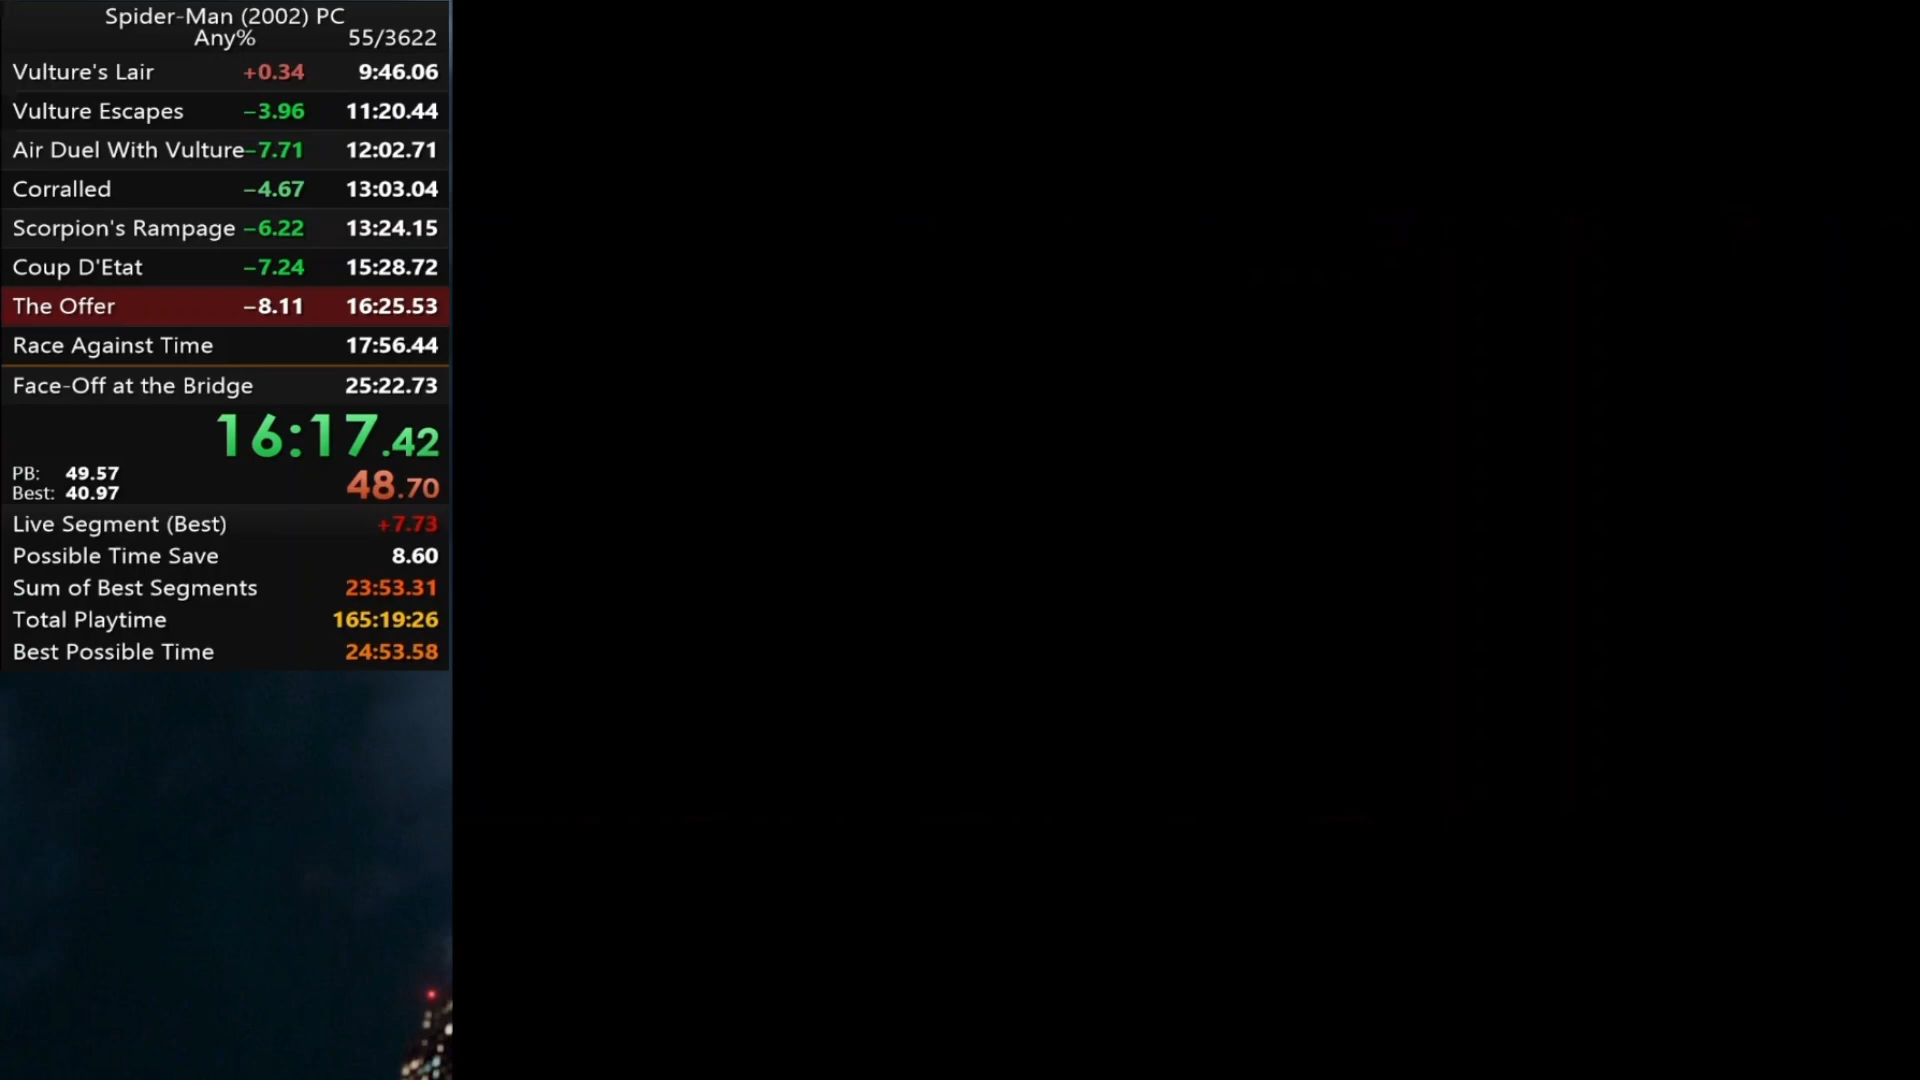 Spider-Man (2002) PC
Any% 55/3622
Vulture's Lair +0.34 9:46.06
Vulture Escapes −3.96 11:20.44
Air Duel With Vulture −7.71 12:02.71
Corralled −4.67 13:03.04
Scorpion's Rampage −6.22 13:24.15
Coup D'Etat −7.24 15:28.72
The Offer −8.11 16:25.53
Race Against Time 17:56.44
Face-Off at the Bridge 25:22.73
16:17.42
PB: 49.57 48.70
Best: 40.97
Live Segment (Best) +7.73
Possible Time Save 8.60
Sum of Best Segments 23:53.31
Total Playtime 165:19:26
Best Possible Time 24:53.58